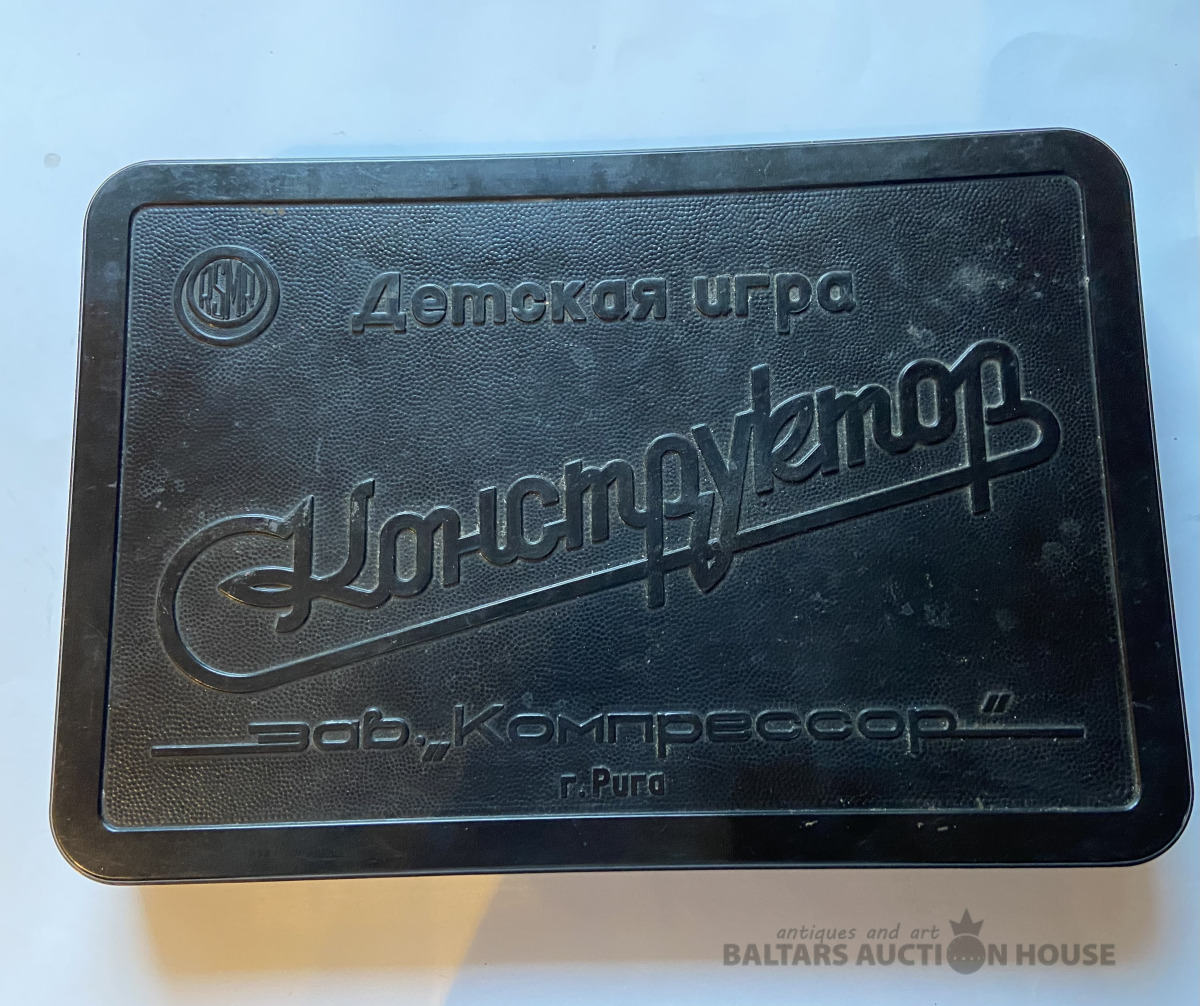 Детская игра
Конструктор
Зав. „Компрессор"
г. Рига
antiques and art
BALTARS AUCTION HOUSE